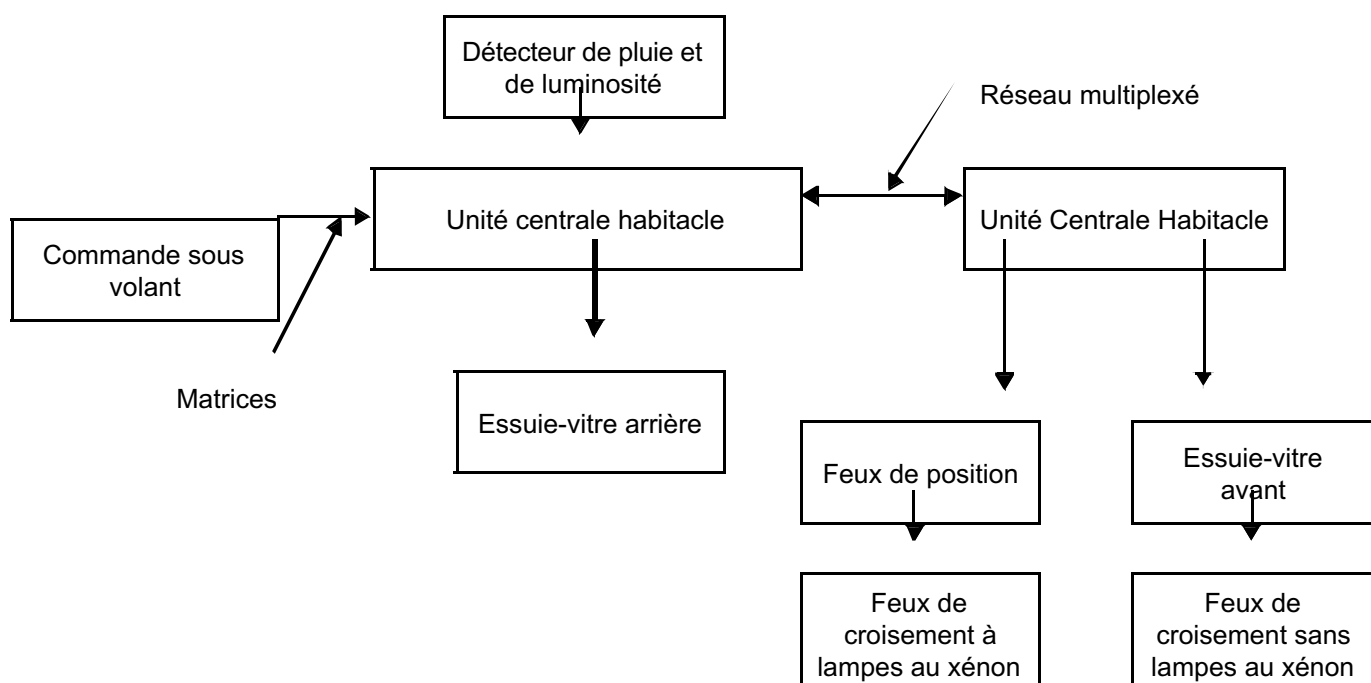 Détecteur de pluie et
de luminosité
Réseau multiplexé
Unité centrale habitacle
Unité Centrale Habitacle
Commande sous
volant
Matrices
Essuie-vitre arrière
Feux de position
Essuie-vitre
avant
Feux de
croisement à
lampes au xénon
Feux de
croisement sans
lampes au xénon